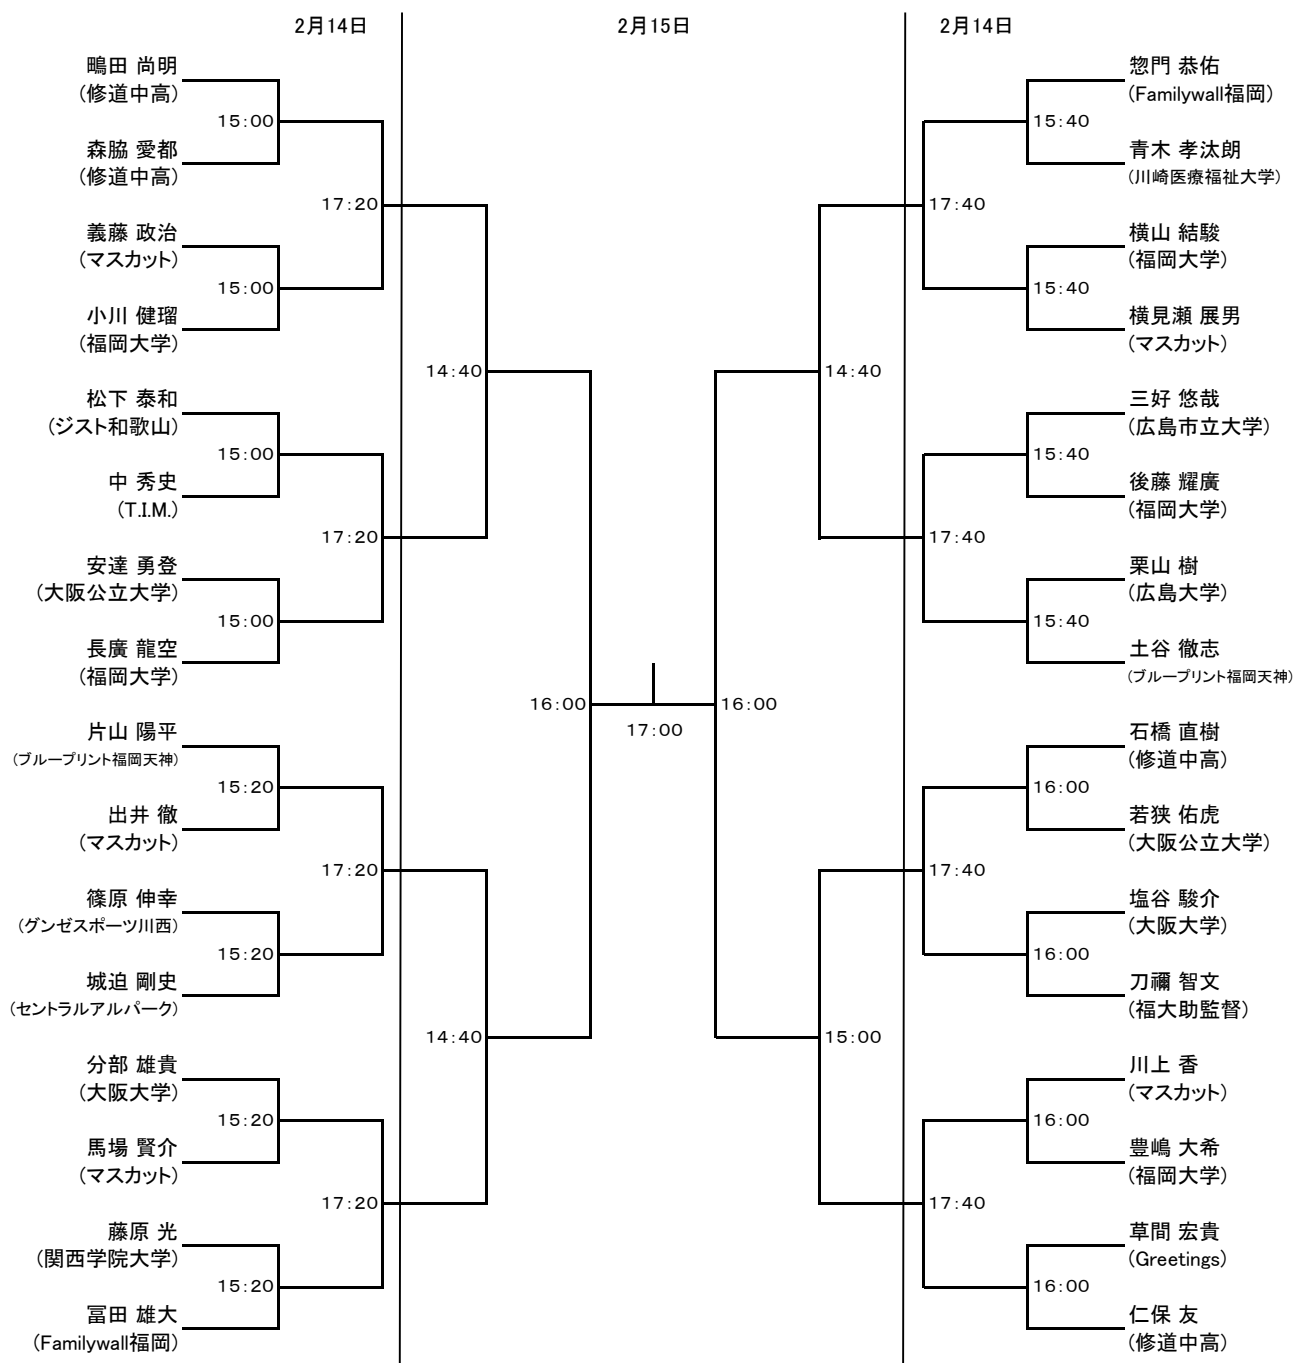 2月14日
2月15日
2月14日
鴫田 尚明
(修道中高)
15:00
森脇 愛都
(修道中高)
17:20
義藤 政治
(マスカット)
15:00
小川 健瑠
(福岡大学)
14:40
松下 泰和
(ジスト和歌山)
15:00
中 秀史
(T.I.M.)
17:20
安達 勇登
(大阪公立大学)
15:00
長廣 龍空
(福岡大学)
16:00
片山 陽平
(ブループリント福岡天神)
15:20
出井 徹
(マスカット)
17:20
篠原 伸幸
(グンゼスポーツ川西)
15:20
城迫 剛史
(セントラルアルパーク)
14:40
分部 雄貴
(大阪大学)
15:20
馬場 賢介
(マスカット)
17:20
藤原 光
(関西学院大学)
15:20
冨田 雄大
(Familywall福岡)
17:00
惣門 恭佑
(Familywall福岡)
15:40
青木 孝汰朗
(川崎医療福祉大学)
17:40
横山 結駿
(福岡大学)
15:40
横見瀬 展男
(マスカット)
14:40
三好 悠哉
(広島市立大学)
15:40
後藤 耀廣
(福岡大学)
17:40
栗山 樹
(広島大学)
15:40
土谷 徹志
(ブループリント福岡天神)
16:00
石橋 直樹
(修道中高)
16:00
若狭 佑虎
(大阪公立大学)
17:40
塩谷 駿介
(大阪大学)
16:00
刀禰 智文
(福大助監督)
15:00
川上 香
(マスカット)
16:00
豊嶋 大希
(福岡大学)
17:40
草間 宏貴
(Greetings)
16:00
仁保 友
(修道中高)